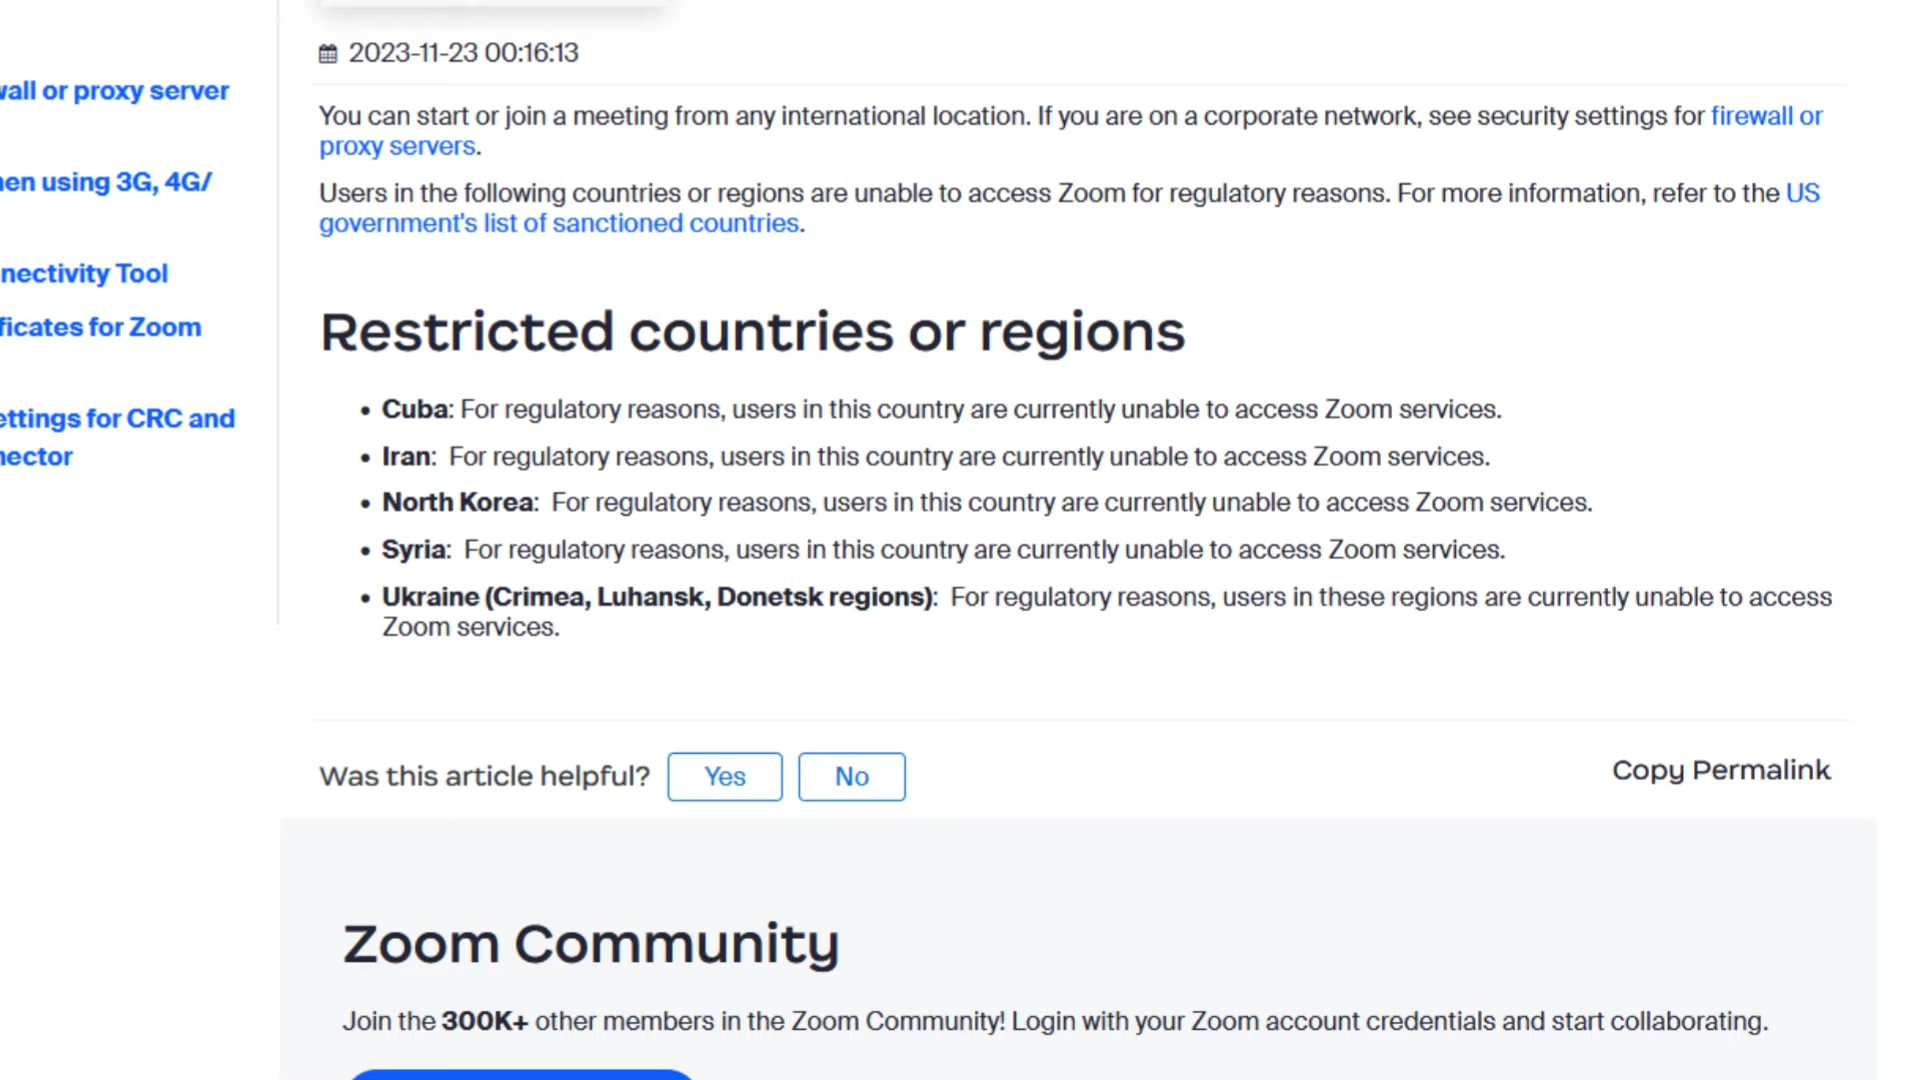 2023-11-23 00:16:13
wall or proxy server
You can start or join a meeting from any international location. If you are on a corporate network, see security settings for firewall or
proxy servers.
hen using 3G, 4G/
Users in the following countries or regions are unable to access Zoom for regulatory reasons. For more information, refer to the US
government's list of sanctioned countries.
nectivity Tool
ficates for Zoom
Restricted countries or regions
ettings for CRC and
nector
• Cuba: For regulatory reasons, users in this country are currently unable to access Zoom services.
• Iran: For regulatory reasons, users in this country are currently unable to access Zoom services.
• North Korea: For regulatory reasons, users in this country are currently unable to access Zoom services.
• Syria: For regulatory reasons, users in this country are currently unable to access Zoom services.
• Ukraine (Crimea, Luhansk, Donetsk regions): For regulatory reasons, users in these regions are currently unable to access
Zoom services.
Was this article helpful? Yes No
Copy Permalink
Zoom Community
Join the 300K+ other members in the Zoom Community! Login with your Zoom account credentials and start collaborating.